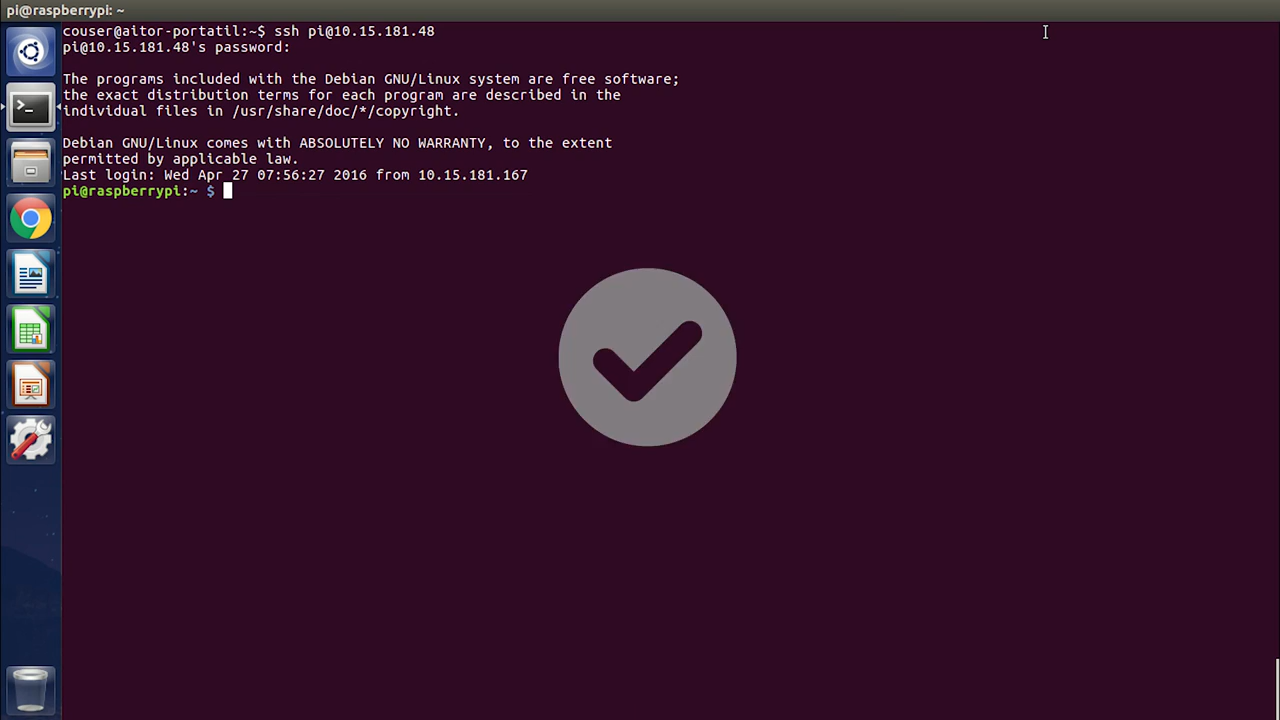 pi@raspberrypi: ~
couser@aitor-portatil:~$ ssh pi@10.15.181.48
pi@10.15.181.48's password:
The programs included with the Debian GNU/Linux system are free software;
the exact distribution terms for each program are described in the
individual files in /usr/share/doc/*/copyright.
Debian GNU/Linux comes with ABSOLUTELY NO WARRANTY, to the extent
permitted by applicable law.
Last login: Wed Apr 27 07:56:27 2016 from 10.15.181.167
pi@raspberrypi:~ $